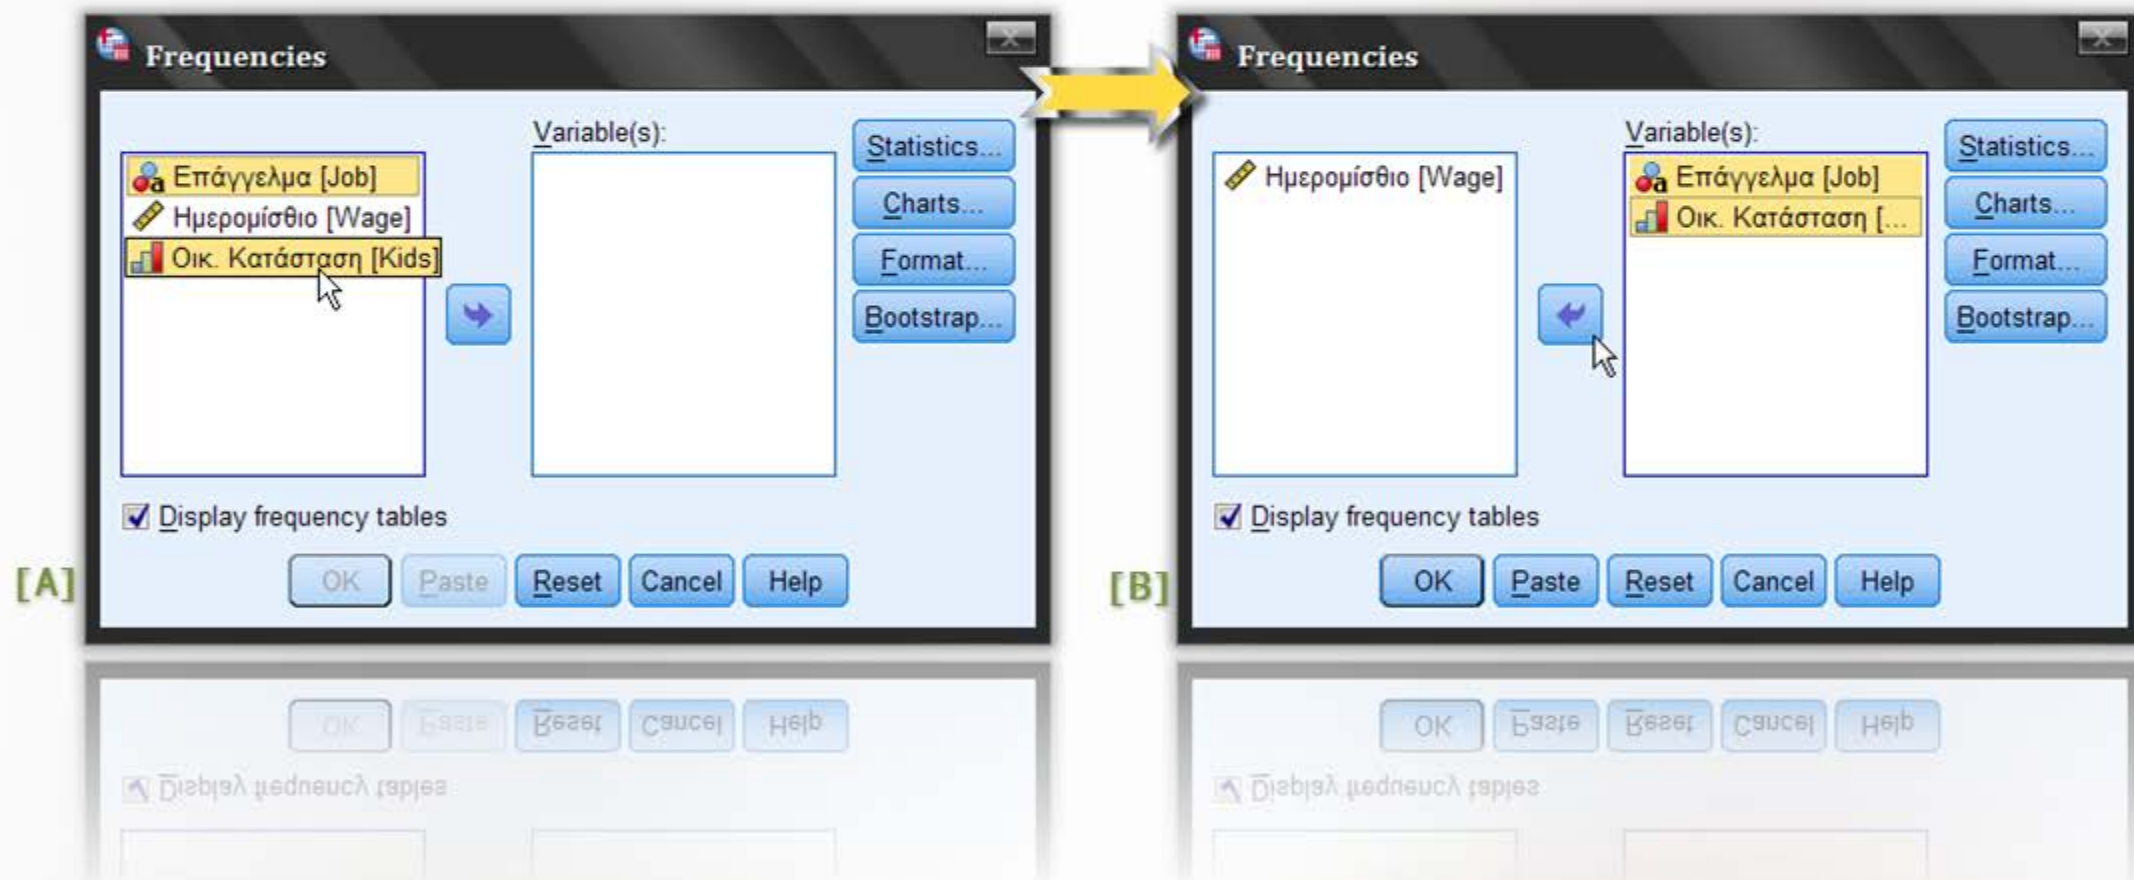 Frequencies
Variable(s):
Επάγγελμα [Job]
Ημερομίσθιο [Wage]
Οικ. Κατάσταση [Kids]
Statistics...
Charts...
Format...
Bootstrap...
Display frequency tables
OK Paste Reset Cancel Help
[A]
Frequencies
Variable(s):
Ημερομίσθιο [Wage]
Επάγγελμα [Job]
Οικ. Κατάσταση [...
Statistics...
Charts...
Format...
Bootstrap...
Display frequency tables
OK Paste Reset Cancel Help
[B]